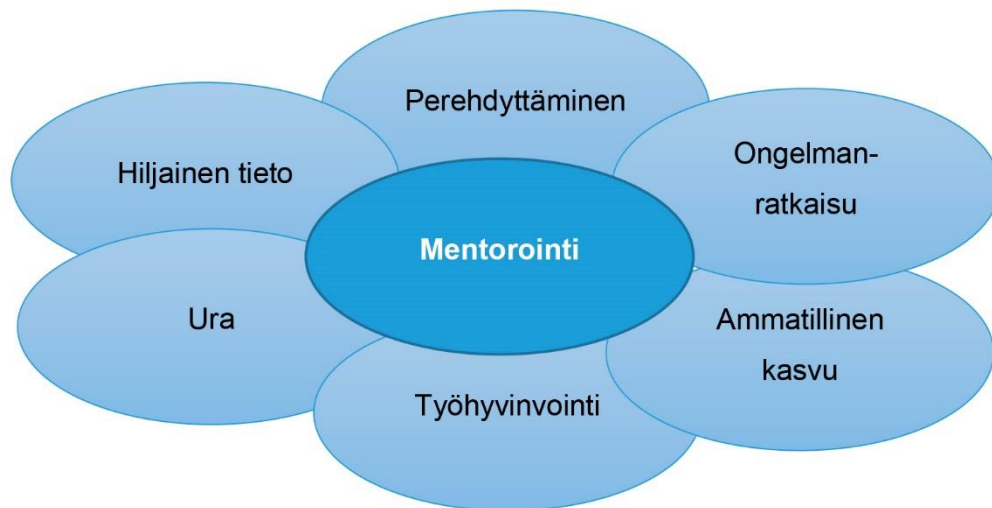 Perehdyttäminen
Hiljainen tieto
Ongelman-
ratkaisu
Mentorointi
Ura
Ammatillinen
kasvu
Työhyvinvointi